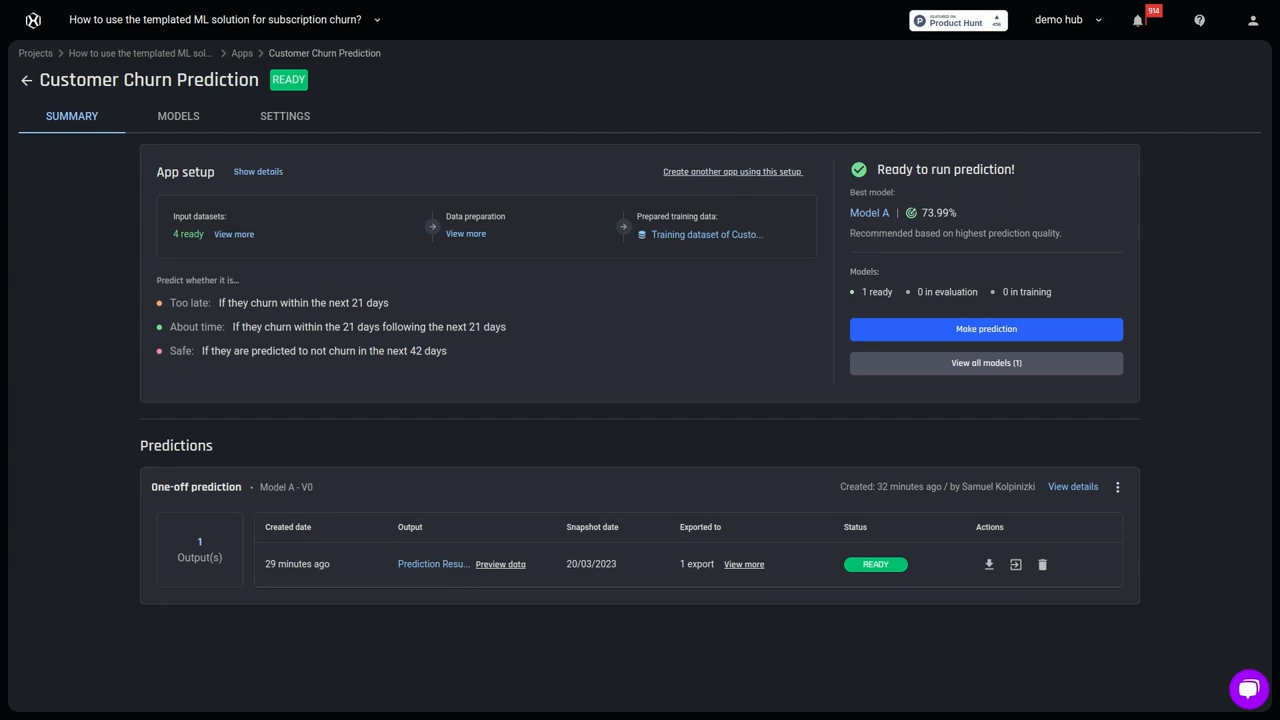 How to use the templated ML solution for subscription churn?
FEATURED ON
Product Hunt
456
demo hub
914
Projects > How to use the templated ML sol... > Apps > Customer Churn Prediction
Customer Churn Prediction READY
SUMMARY MODELS SETTINGS
App setup Show details Create another app using this setup
Input datasets:
4 ready View more
Data preparation
View more
Prepared training data:
Training dataset of Custo...
Predict whether it is...
Too late: If they churn within the next 21 days
About time: If they churn within the 21 days following the next 21 days
Safe: If they are predicted to not churn in the next 42 days
Ready to run prediction!
Best model:
Model A | 73.99%
Recommended based on highest prediction quality.
Models:
1 ready 0 in evaluation 0 in training
Make prediction
View all models (1)
Predictions
One-off prediction • Model A - V0 Created: 32 minutes ago / by Samuel Kolpinizki View details
1
Output(s)
Created date Output Snapshot date Exported to Status Actions
29 minutes ago Prediction Resu... Preview data 20/03/2023 1 export View more READY